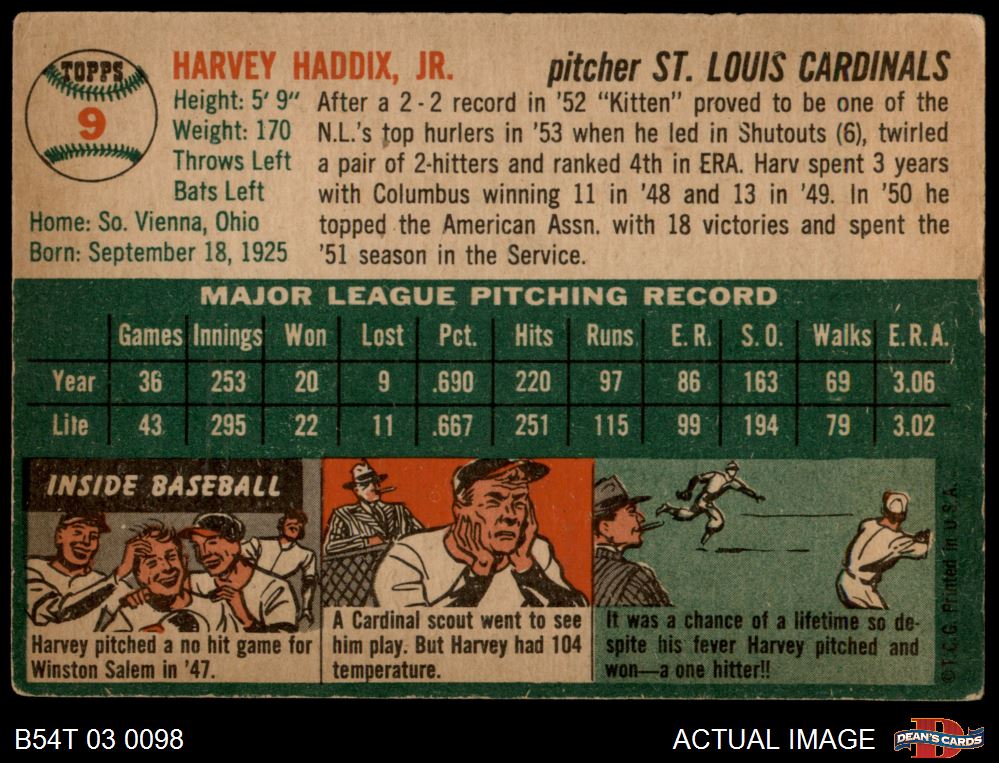 TOPPS
9
HARVEY HADDIX, JR.
pitcher ST. LOUIS CARDINALS
Height: 5' 9"
Weight: 170
Throws Left
Bats Left
Home: So. Vienna, Ohio
Born: September 18, 1925
After a 2-2 record in '52 "Kitten" proved to be one of the
N.L.'s top hurlers in '53 when he led in Shutouts (6), twirled
a pair of 2-hitters and ranked 4th in ERA. Harv spent 3 years
with Columbus winning 11 in '48 and 13 in '49. In '50 he
topped the American Assn. with 18 victories and spent the
'51 season in the Service.
MAJOR LEAGUE PITCHING RECORD
Games Innings Won Lost Pct. Hits Runs E.R. S.O. Walks E.R.A.
Year 36 253 20 9 .690 220 97 86 163 69 3.06
Life 43 295 22 11 .667 251 115 99 194 79 3.02
INSIDE BASEBALL
Harvey pitched a no hit game for
Winston Salem in '47.
A Cardinal scout went to see
him play. But Harvey had 104
temperature.
It was a chance of a lifetime so de-
spite his fever Harvey pitched and
won—a one hitter!!
©T.C.G. Printed in U.S.A.
B54T 03 0098
ACTUAL IMAGE
DEAN'S CARDS